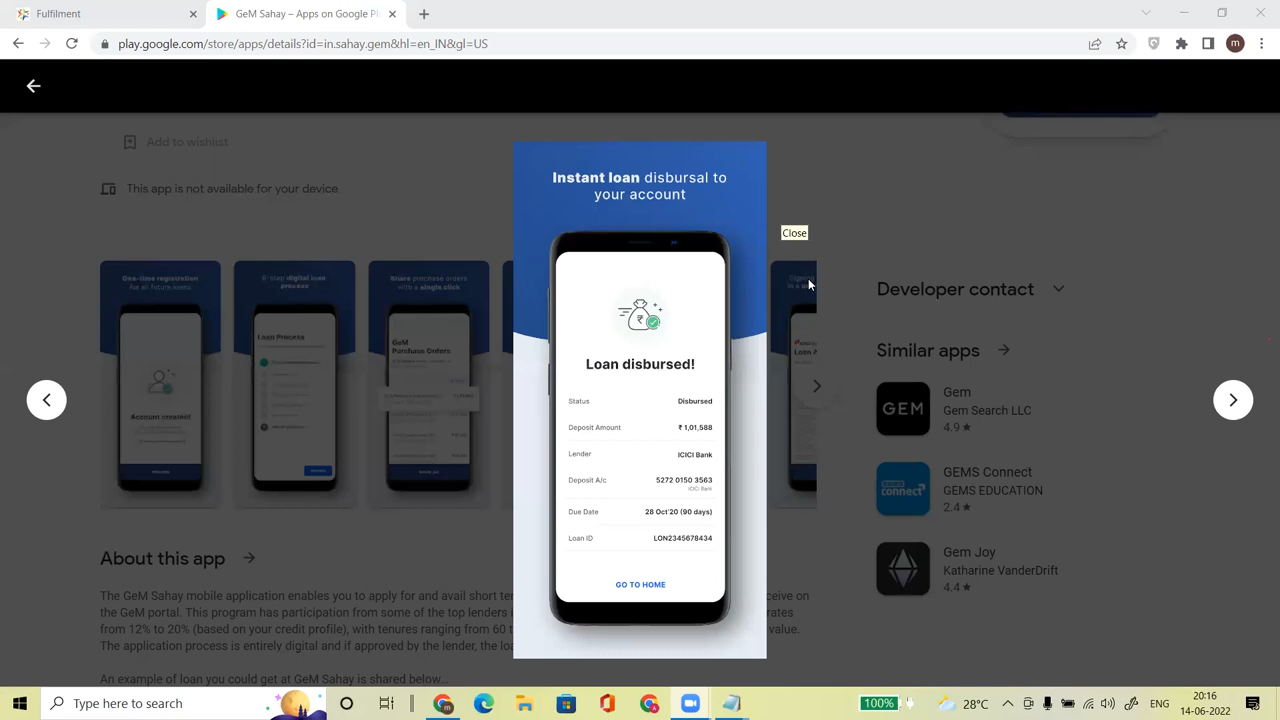 Fulfilment
GeM Sahay – Apps on Google Pl
play.google.com/store/apps/details?id=in.sahay.gem&hl=en_IN&gl=US
m
Add to wishlist
This app is not available for your device
Instant loan disbursal to
your account
Close
One-time registration
for all future loans
digital loan
process
Share purchase orders
with a single click
Loan Process
GeM
Purchase Orders
Account created!
Loan disbursed!
Status Disbursed
Deposit Amount ₹ 1,01,588
Lender ICICI Bank
Deposit A/c 5272 0150 3563
ICICI Bank
Due Date 28 Oct'20 (90 days)
Loan ID LON2345678434
GO TO HOME
Developer contact
Similar apps
GEM
Gem
Gem Search LLC
4.9 ★
connect
GEMS Connect
GEMS EDUCATION
2.4 ★
Gem Joy
Katharine VanderDrift
4.4 ★
About this app
The GeM Sahay mobile application enables you to apply for and avail short ter
ceive on
the GeM portal. This program has participation from some of the top lenders i
rates
from 12% to 20% (based on your credit profile), with tenures ranging from 60 t
value.
The application process is entirely digital and if approved by the lender, the loa
An example of loan you could get at GeM Sahay is shared below...
Type here to search
100%
28°C
ENG
20:16
14-06-2022